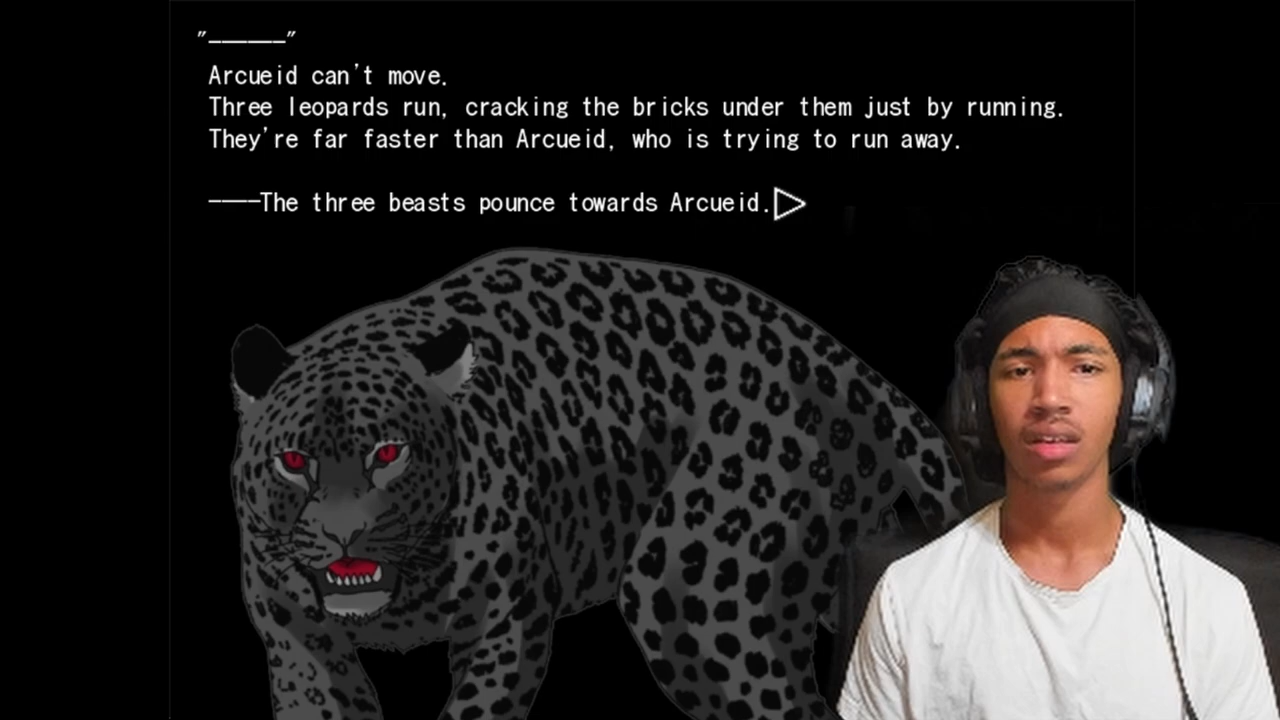 "―――――"
Arcueid can't move.
Three leopards run, cracking the bricks under them just by running.
They're far faster than Arcueid, who is trying to run away.
―――The three beasts pounce towards Arcueid.